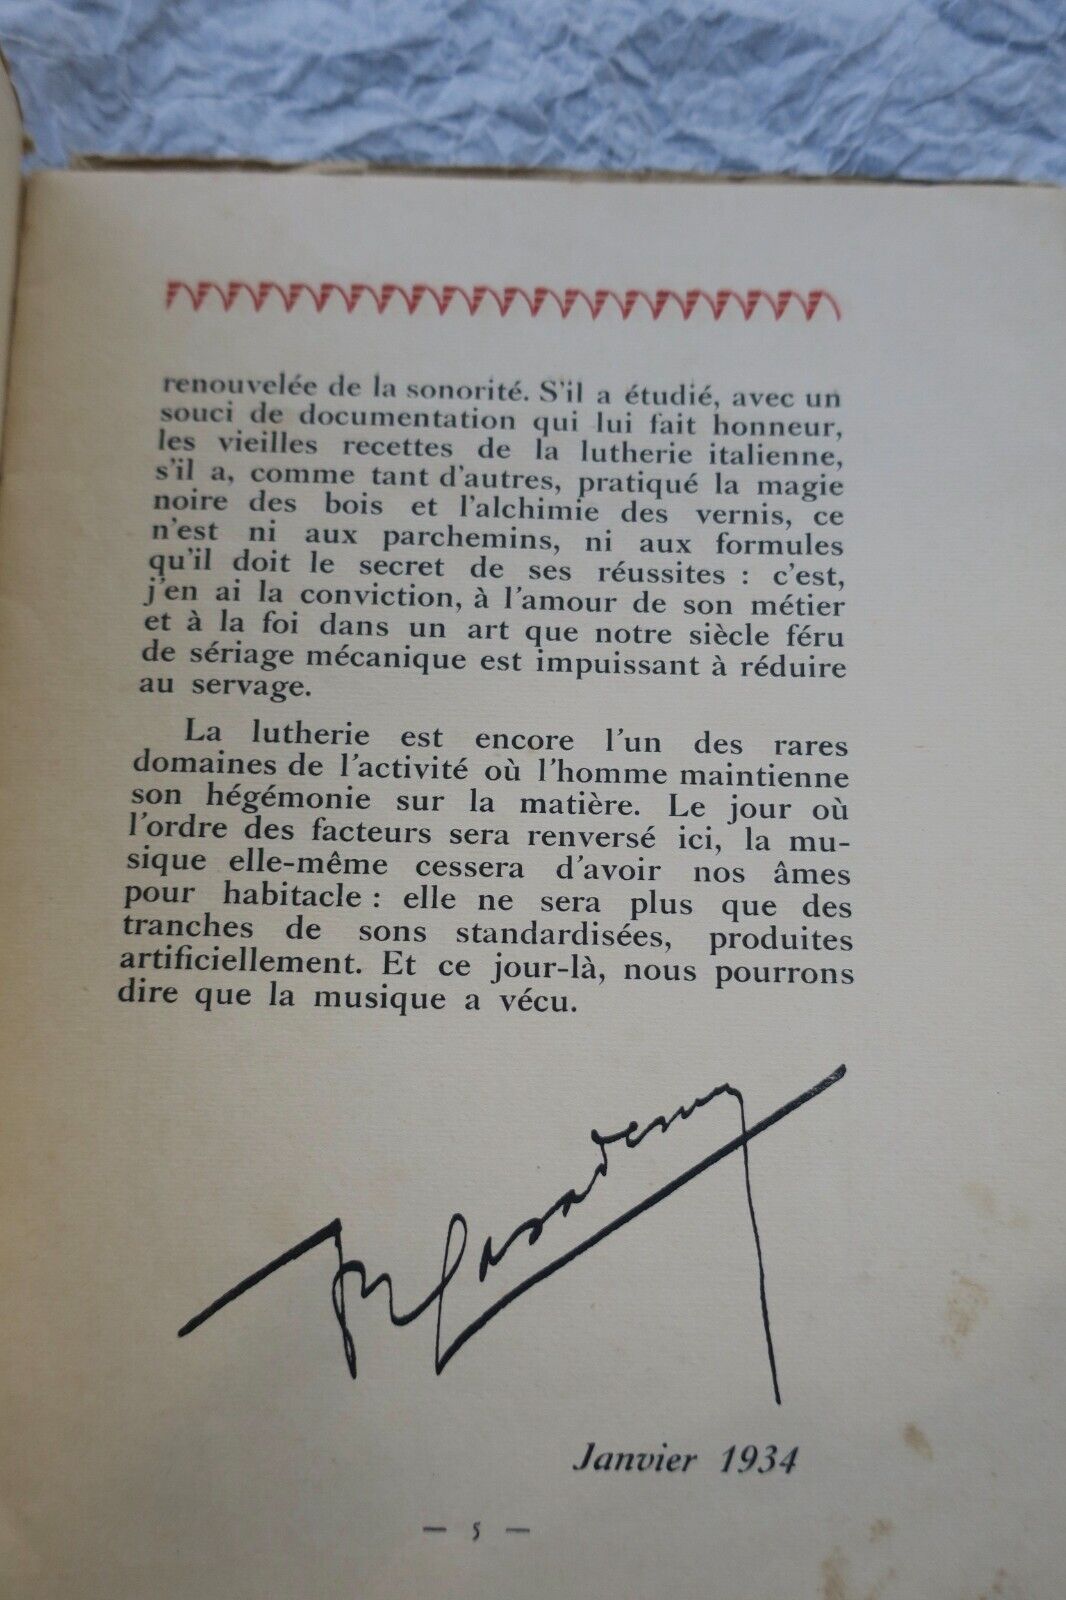 renouvelée de la sonorité. S'il a étudié, avec un
souci de documentation qui lui fait honneur,
les vieilles recettes de la lutherie italienne,
s'il a, comme tant d'autres, pratiqué la magie
noire des bois et l'alchimie des vernis, ce
n'est ni aux parchemins, ni aux formules
qu'il doit le secret de ses réussites : c'est,
j'en ai la conviction, à l'amour de son métier
et à la foi dans un art que notre siècle féru
de sériage mécanique est impuissant à réduire
au servage.
La lutherie est encore l'un des rares
domaines de l'activité où l'homme maintienne
son hégémonie sur la matière. Le jour où
l'ordre des facteurs sera renversé ici, la mu-
sique elle-même cessera d'avoir nos âmes
pour habitacle : elle ne sera plus que des
tranches de sons standardisées, produites
artificiellement. Et ce jour-là, nous pourrons
dire que la musique a vécu.
Casadesus
Janvier 1934
— 5 —